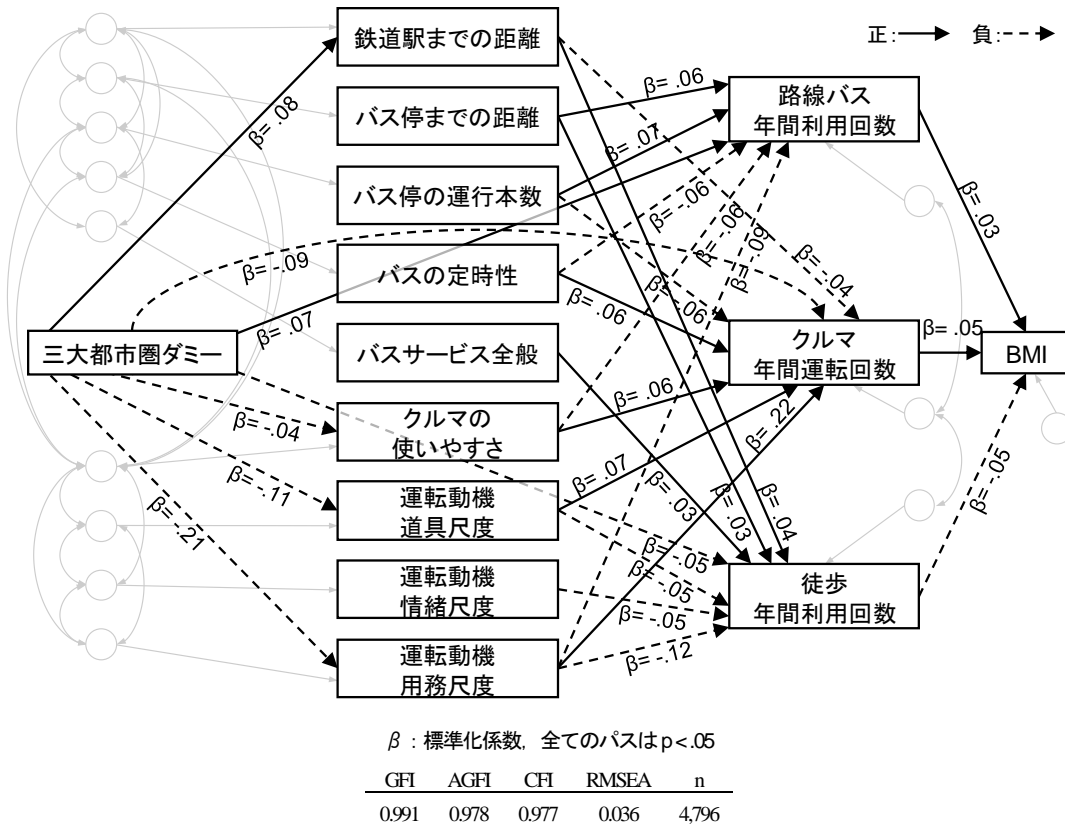 正:
負:
鉄道駅までの距離
バス停までの距離
バス停の運行本数
バスの定時性
バスサービス全般
クルマの
使いやすさ
運転動機
道具尺度
運転動機
情緒尺度
運転動機
用務尺度
三大都市圏ダミー
路線バス
年間利用回数
クルマ
年間運転回数
徒歩
年間利用回数
BMI
β= .08
β= -.09
β= .07
β= -.04
β= -.11
β= -.21
β= .06
β= .07
β= -.06
β= -.06
β= -.09
β= -.04
β= .06
β= -.06
β= .06
β= .07
β= .22
β= .03
β= .03
β= .04
β= -.05
β= -.05
β= -.05
β= -.12
β= .03
β= .05
β= -.05
β : 標準化係数, 全てのパスは p < .05
GFI AGFI CFI RMSEA n
0.991 0.978 0.977 0.036 4,796